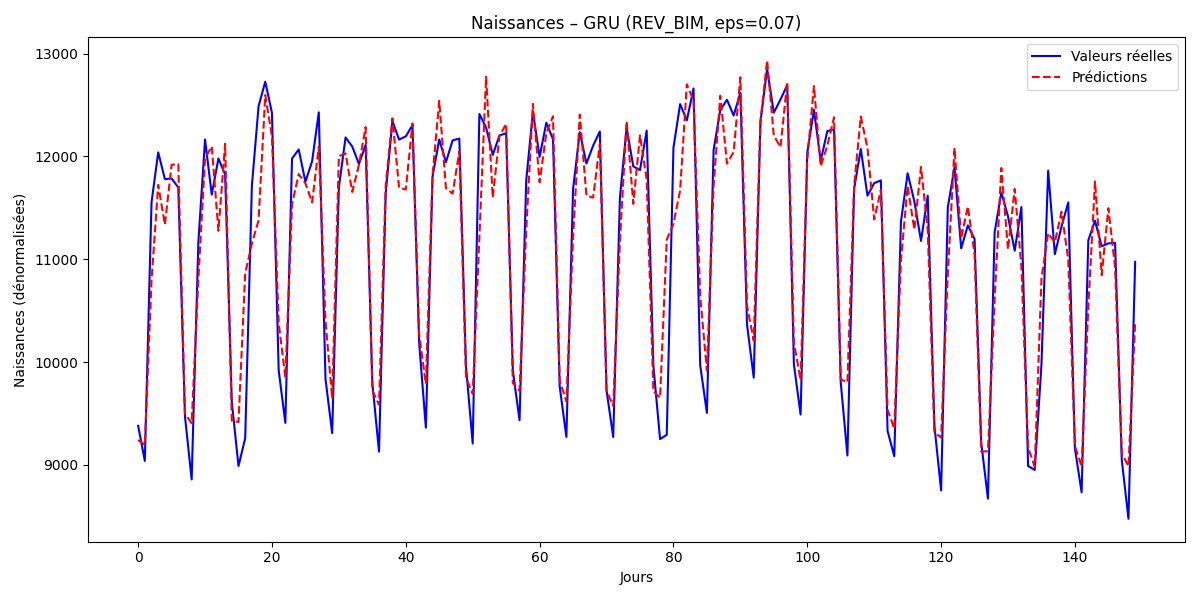 Naissances – GRU (REV_BIM, eps=0.07)
Valeurs réelles
Prédictions
13000
12000
11000
10000
9000
Naissances (dénormalisées)
0 20 40 60 80 100 120 140
Jours